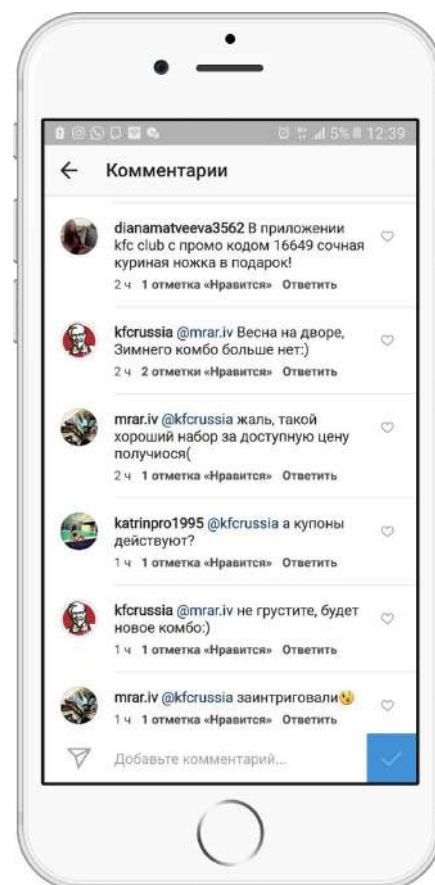 5% 12:39
Комментарии
dianamatveeva3562 В приложении
kfc club с промо кодом 16649 сочная
куриная ножка в подарок!
2 ч 1 отметка «Нравится» Ответить
kfcrussia @mrar.iv Весна на дворе,
Зимнего комбо больше нет:)
2 ч 2 отметки «Нравится» Ответить
mrar.iv @kfcrussia жаль, такой
хороший набор за доступную цену
получиося(
2 ч 1 отметка «Нравится» Ответить
katrinpro1995 @kfcrussia а купоны
действуют?
1 ч 1 отметка «Нравится» Ответить
kfcrussia @mrar.iv не грустите, будет
новое комбо:)
1 ч 1 отметка «Нравится» Ответить
mrar.iv @kfcrussia заинтриговали😉
1 ч 1 отметка «Нравится» Ответить
Добавьте комментарий...